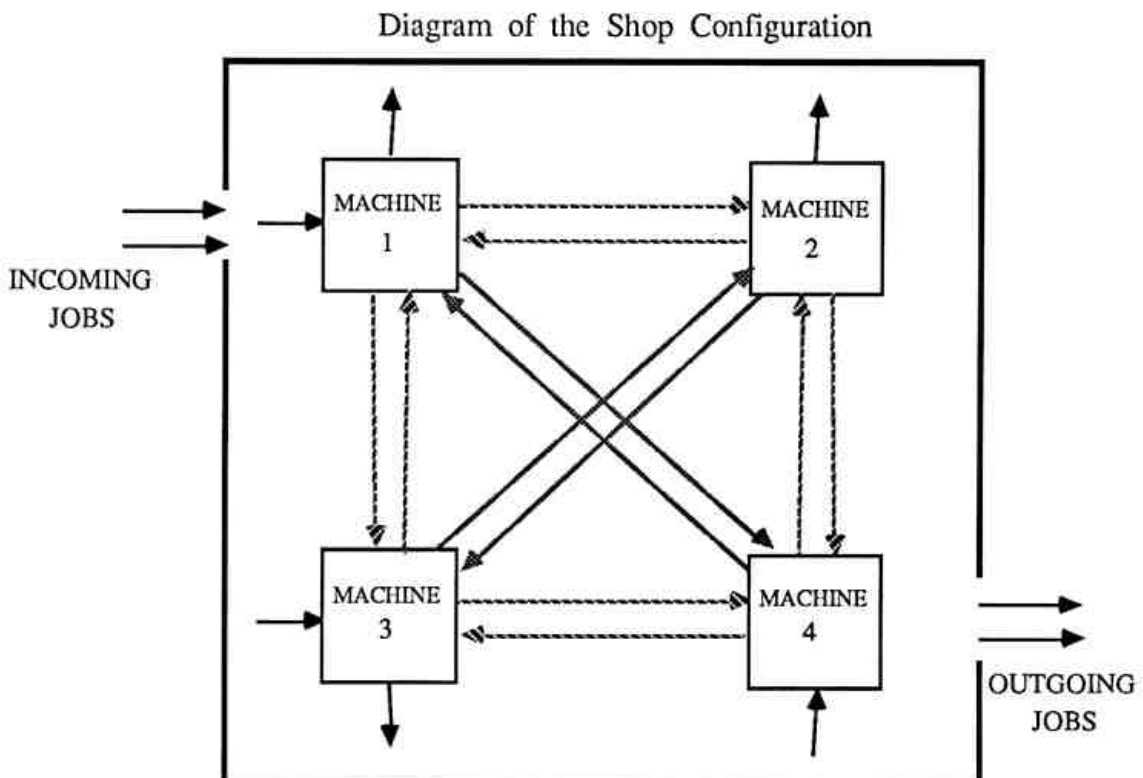 Diagram of the Shop Configuration
MACHINE
1
MACHINE
2
INCOMING
JOBS
MACHINE
3
MACHINE
4
OUTGOING
JOBS